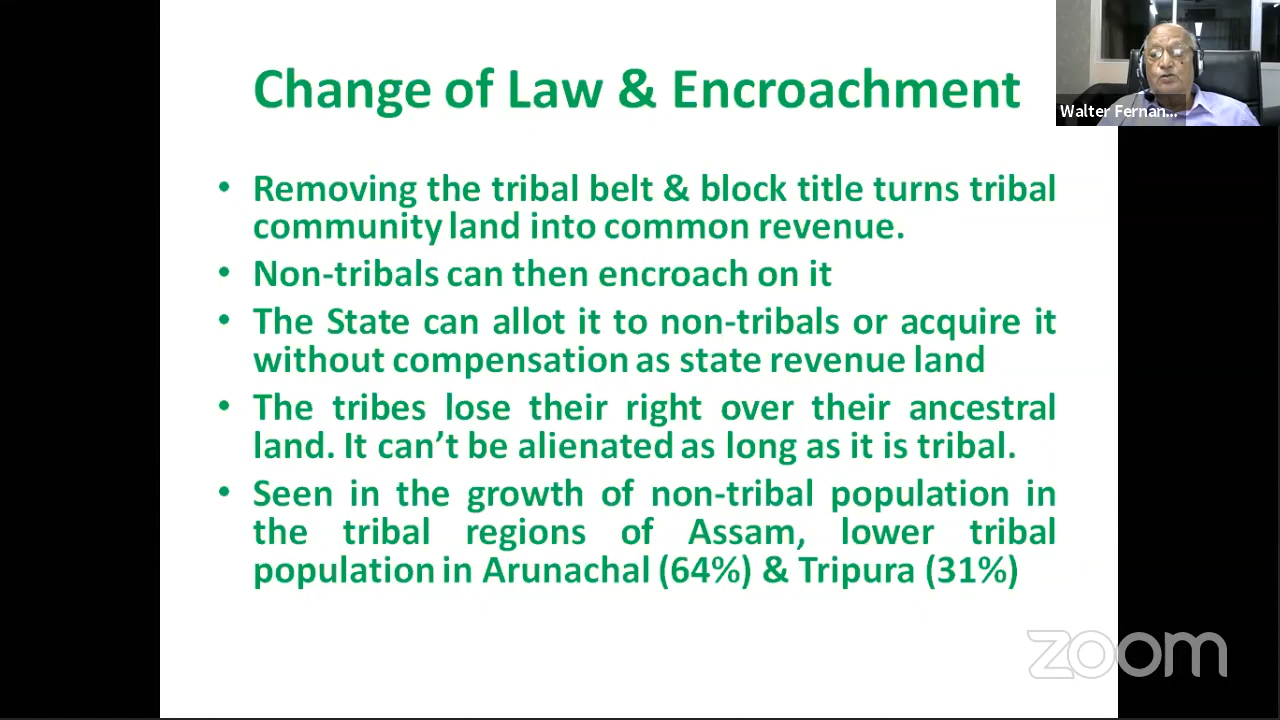 Change of Law & Encroachment
Walter Fernan...
• Removing the tribal belt & block title turns tribal
community land into common revenue.
• Non-tribals can then encroach on it
• The State can allot it to non-tribals or acquire it
without compensation as state revenue land
• The tribes lose their right over their ancestral
land. It can’t be alienated as long as it is tribal.
• Seen in the growth of non-tribal population in
the tribal regions of Assam, lower tribal
population in Arunachal (64%) & Tripura (31%)
zoom